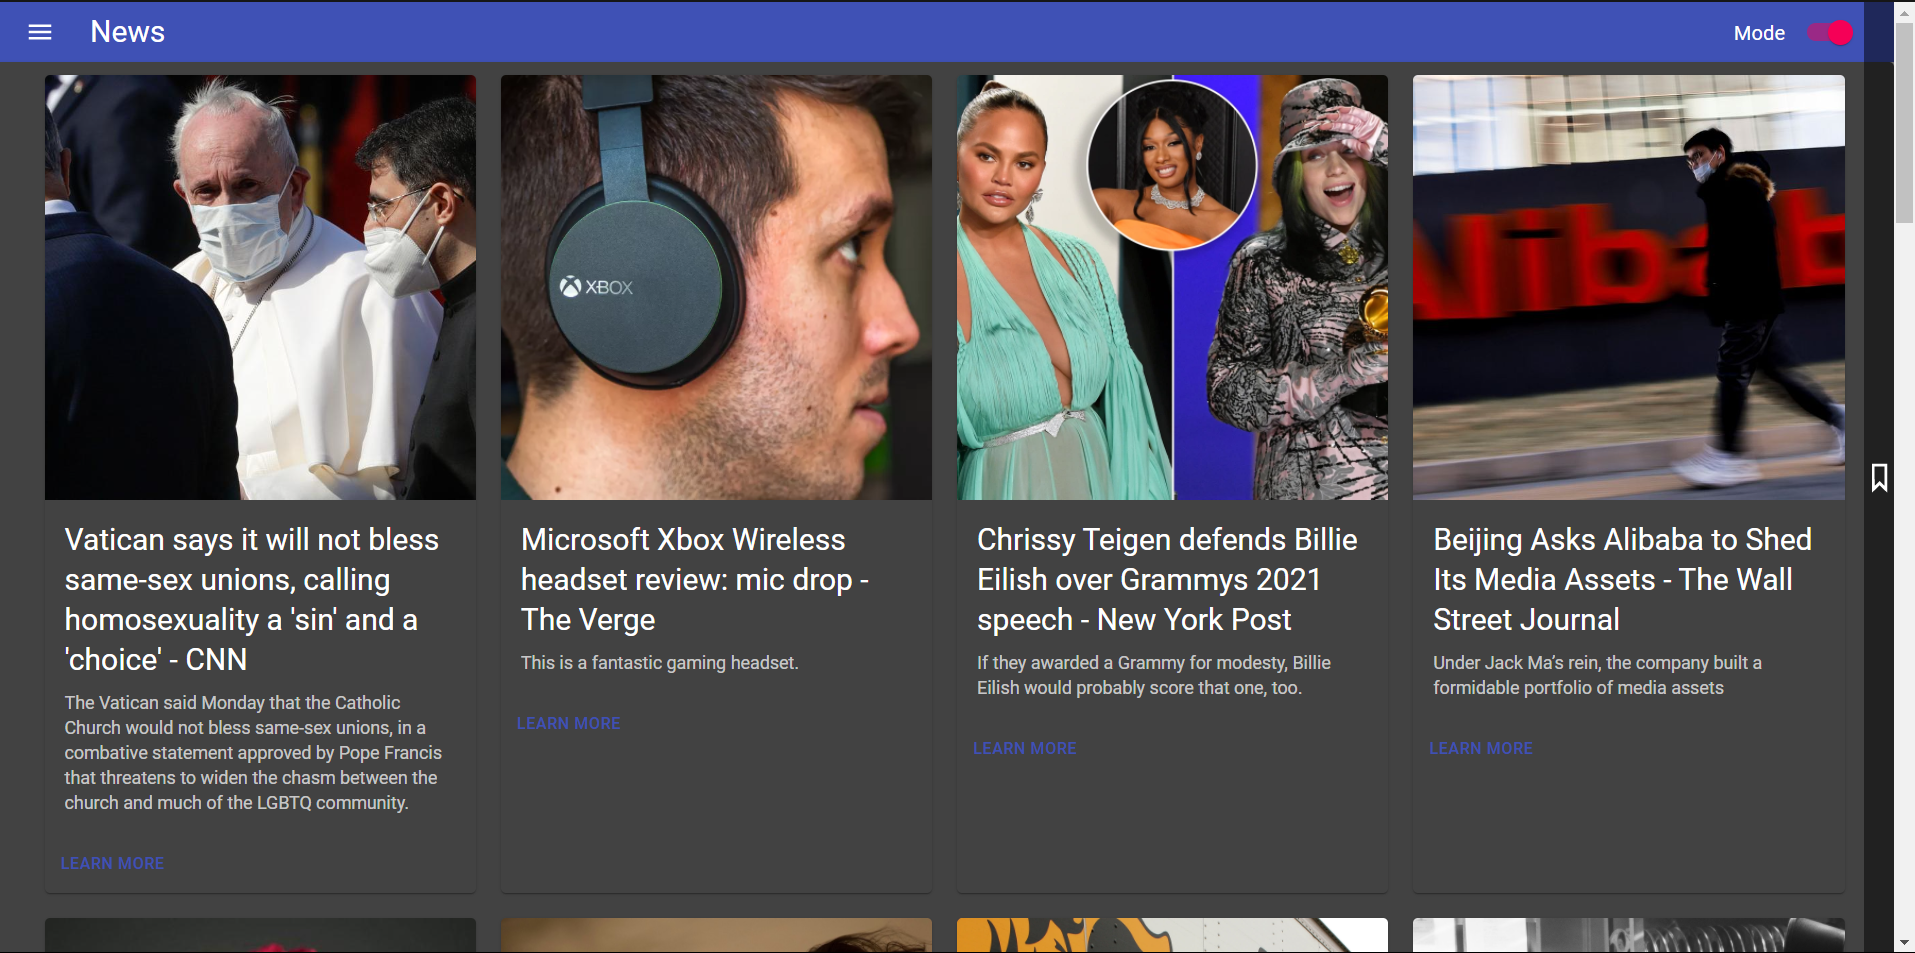 News
Mode
XBOX
Alibab
Vatican says it will not bless
same-sex unions, calling
homosexuality a 'sin' and a
'choice' - CNN
The Vatican said Monday that the Catholic
Church would not bless same-sex unions, in a
combative statement approved by Pope Francis
that threatens to widen the chasm between the
church and much of the LGBTQ community.
LEARN MORE
Microsoft Xbox Wireless
headset review: mic drop -
The Verge
This is a fantastic gaming headset.
LEARN MORE
Chrissy Teigen defends Billie
Eilish over Grammys 2021
speech - New York Post
If they awarded a Grammy for modesty, Billie
Eilish would probably score that one, too.
LEARN MORE
Beijing Asks Alibaba to Shed
Its Media Assets - The Wall
Street Journal
Under Jack Ma’s rein, the company built a
formidable portfolio of media assets
LEARN MORE